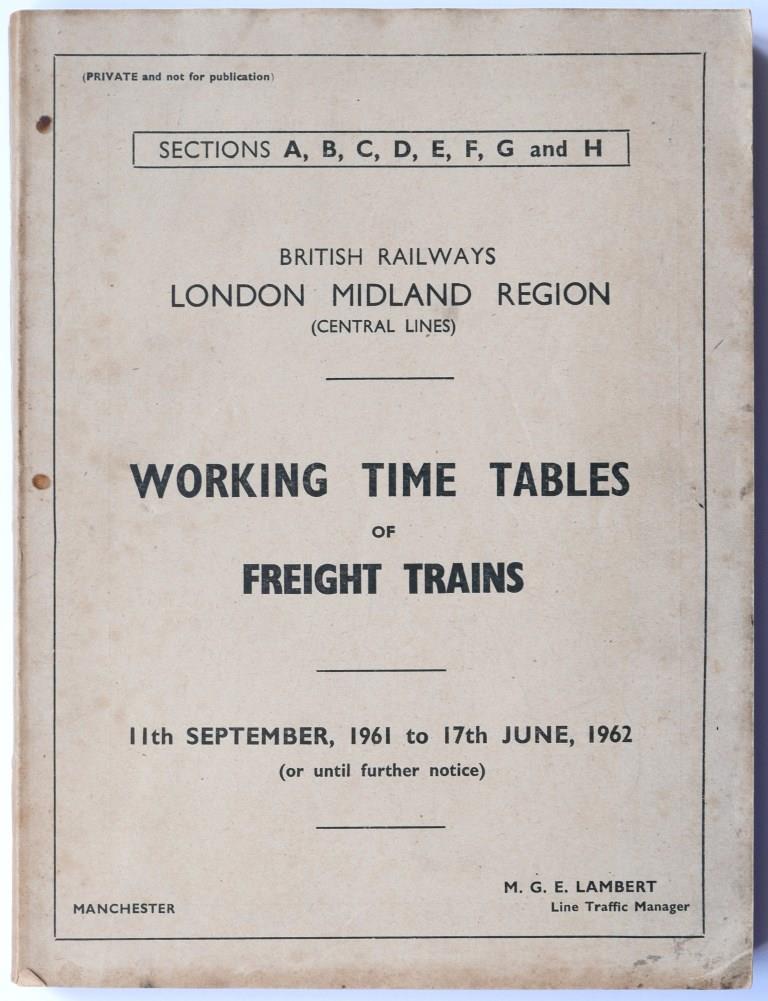 (PRIVATE and not for publication)
SECTIONS A, B, C, D, E, F, G and H
BRITISH RAILWAYS
LONDON MIDLAND REGION
(CENTRAL LINES)
WORKING TIME TABLES
OF
FREIGHT TRAINS
11th SEPTEMBER, 1961 to 17th JUNE, 1962
(or until further notice)
M. G. E. LAMBERT
MANCHESTER Line Traffic Manager